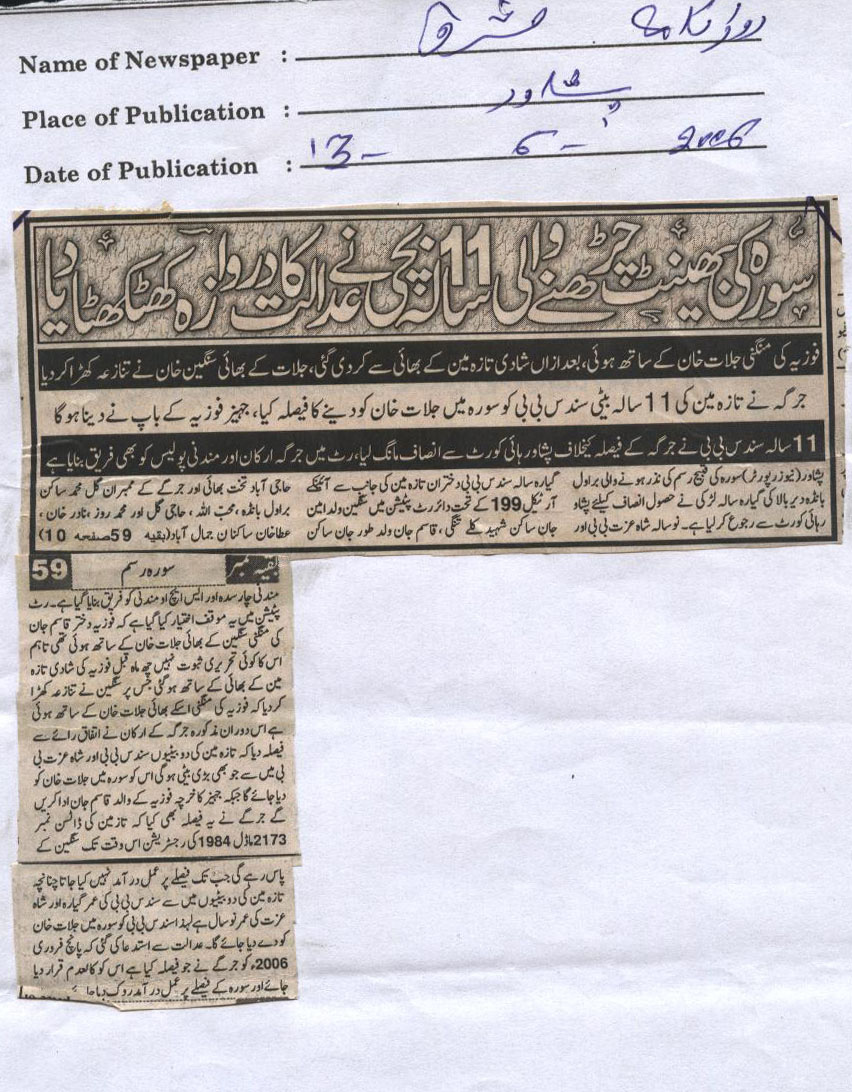 Name of Newspaper : روزنامہ مشرق
Place of Publication : پشاور
Date of Publication : 13- 6- 2006
سورہ کی بھینٹ چڑھنے والی 11 سالہ بچی نے عدالت کا دروازہ کھٹکھٹا دیا
فوزیہ کی منگنی جلات خان کے ساتھ ہوئی، بعد ازاں شادی تازہ مین کے بھائی سے کر دی گئی، جلات کے بھائی سنگین خان نے تنازعہ کھڑا کر دیا
جرگہ نے تازہ مین کی 11 سالہ بیٹی سندس بی بی کو سورہ میں جلات خان کو دینے کا فیصلہ کیا، جہیز فوزیہ کے باپ نے دینا ہوگا
11 سالہ سندس بی بی نے جرگہ کے فیصلہ کیخلاف پشاور ہائی کورٹ سے انصاف مانگ لیا، رٹ میں جرگہ ارکان اور مندنی پولیس کو بھی فریق بنایا ہے
پشاور (نیوز رپورٹر) سورہ کی قبیح رسم کی نذر ہونے والی براول
بانڈہ دیر بالا کی گیارہ سالہ لڑکی نے حصول انصاف کیلئے پشاور
ہائی کورٹ سے رجوع کر لیا ہے۔ نو سالہ شاہ عزت بی بی اور
گیارہ سالہ سندس بی بی دختران تازہ مین کی جانب سے آئین کے
آرٹیکل 199 کے تحت دائر رٹ پٹیشن میں سنگین ولد امین
جان ساکن شہید کلے تنگی، قاسم جان ولد طور جان ساکن
حاجی آباد تخت بھائی اور جرگے کے ممبران گل محمد ساکن
براول بانڈہ، محب اللہ، حاجی گل اور محمد روز، نادر خان،
عطا خان ساکنان جمال آباد (بقیہ 59 صفحہ 10)
بقیہ نمبر سورہ رسم 59
مندنی چارسدہ اور ایس ایچ او مندنی کو فریق بنایا گیا ہے۔ رٹ
پٹیشن میں یہ موقف اختیار کیا گیا ہے کہ فوزیہ دختر قاسم جان
کی منگنی سنگین کے بھائی جلات خان کے ساتھ ہوئی تھی تاہم
اس کا کوئی تحریری ثبوت نہیں چھ ماہ قبل فوزیہ کی شادی تازہ
مین کے بھائی کے ساتھ ہو گئی جس پر سنگین نے تنازعہ کھڑا
کر دیا کہ فوزیہ کی منگنی اسکے بھائی جلات خان کے ساتھ ہوئی
ہے اس دوران مذکورہ جرگہ کے ارکان نے اتفاق رائے سے
فیصلہ دیا کہ تازہ مین کی دو بیٹیوں سندس بی بی اور شاہ عزت بی
بی میں سے جو بھی بڑی بیٹی ہوگی اس کو سورہ میں جلات خان کو
دیا جائے گا جبکہ جہیز کا خرچہ فوزیہ کے والد قاسم جان ادا کریں
گے جرگے نے یہ فیصلہ بھی کیا کہ تازمین کی ڈاٹسن نمبر
2173 ماڈل 1984 کی رجسٹریشن اس وقت تک سنگین کے
پاس رہے گی جب تک فیصلے پر عمل درآمد نہیں کیا جاتا چنانچہ
تازہ مین کی دو بیٹیوں میں سے سندس بی بی کی عمر گیارہ اور شاہ
عزت کی عمر نو سال ہے لہذا سندس بی بی کو سورہ میں جلات خان
کو دے دیا جائے گا۔ عدالت سے استدعا کی گئی کہ پانچ فروری
2006ء کو جرگے نے جو فیصلہ کیا ہے اس کو کالعدم قرار دیا
جائے اور سورہ کے فیصلے پر عمل درآمد روک دیا جائے